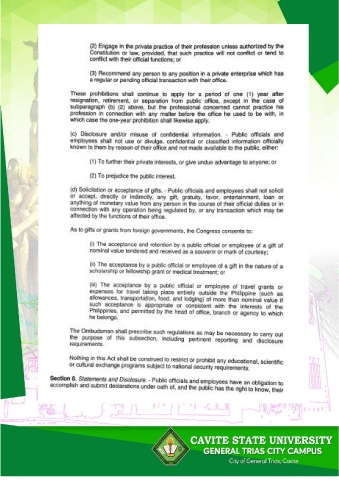 (2) Engage in the private practice of their profession unless authorized by the
Constitution or law, provided, that such practice will not conflict or tend to
conflict with their official functions; or
(3) Recommend any person to any position in a private enterprise which has
a regular or pending official transaction with their office.
These prohibitions shall continue to apply for a period of one (1) year after
resignation, retirement, or separation from public office, except in the case of
subparagraph (b) (2) above, but the professional concerned cannot practice his
profession in connection with any matter before the office he used to be with, in
which case the one-year prohibition shall likewise apply.
(c) Disclosure and/or misuse of confidential information. - Public officials and
employees shall not use or divulge, confidential or classified information officially
known to them by reason of their office and not made available to the public, either:
(1) To further their private interests, or give undue advantage to anyone; or
(2) To prejudice the public interest.
(d) Solicitation or acceptance of gifts. - Public officials and employees shall not solicit
or accept, directly or indirectly, any gift, gratuity, favor, entertainment, loan or
anything of monetary value from any person in the course of their official duties or in
connection with any operation being regulated by, or any transaction which may be
affected by the functions of their office.
As to gifts or grants from foreign governments, the Congress consents to:
(i) The acceptance and retention by a public official or employee of a gift of
nominal value tendered and received as a souvenir or mark of courtesy;
(ii) The acceptance by a public official or employee of a gift in the nature of a
scholarship or fellowship grant or medical treatment; or
(iii) The acceptance by a public official or employee of travel grants or
expenses for travel taking place entirely outside the Philippine (such as
allowances, transportation, food, and lodging) of more than nominal value if
such acceptance is appropriate or consistent with the interests of the
Philippines, and permitted by the head of office, branch or agency to which
he belongs.
The Ombudsman shall prescribe such regulations as may be necessary to carry out
the purpose of this subsection, including pertinent reporting and disclosure
requirements.
Nothing in this Act shall be construed to restrict or prohibit any educational, scientific
or cultural exchange programs subject to national security requirements.
Section 8. Statements and Disclosure. - Public officials and employees have an obligation to
accomplish and submit declarations under oath of, and the public has the right to know, their
CAVITE STATE UNIVERSITY
GENERAL TRIAS CITY CAMPUS
City of General Trias, Cavite